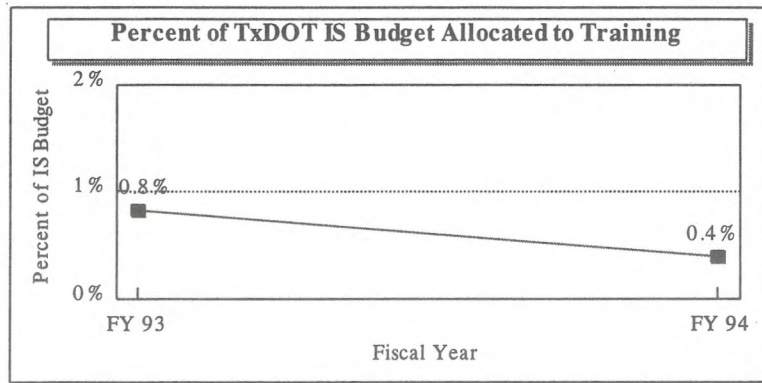 Percent of TxDOT IS Budget Allocated to Training
2%
1%
0%
Percent of IS Budget
0.8%
0.4%
FY 93
FY 94
Fiscal Year